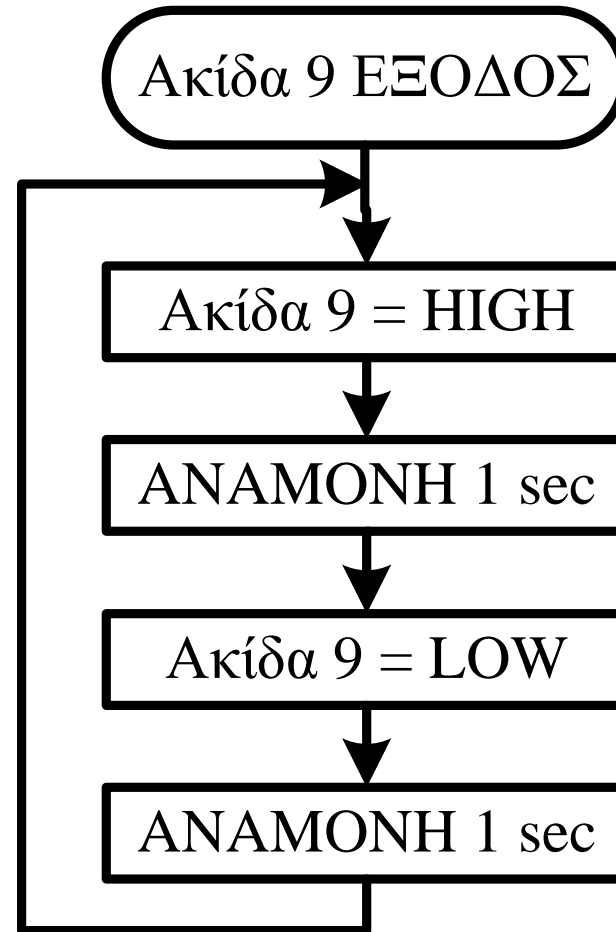 Ακίδα 9 ΕΞΟΔΟΣ
Ακίδα 9 = HIGH
ΑΝΑΜΟΝΗ 1 sec
Ακίδα 9 = LOW
ΑΝΑΜΟΝΗ 1 sec